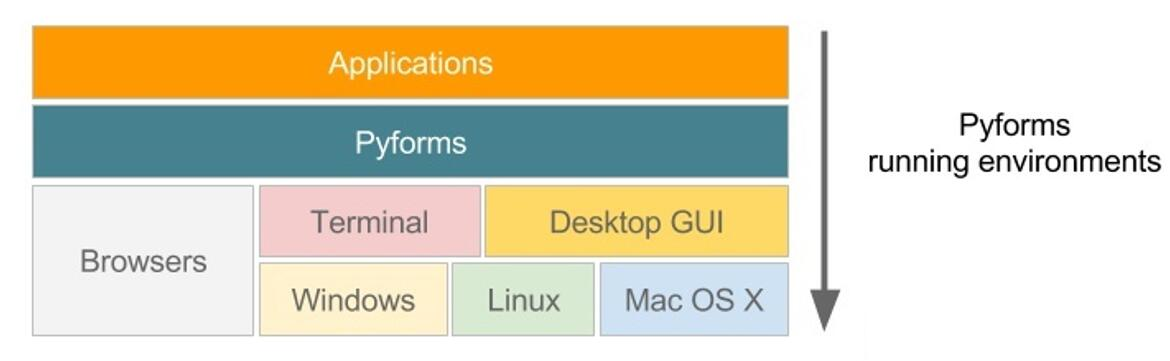 Applications
Pyforms
Pyforms
running environments
Terminal
Desktop GUI
Browsers
Windows
Linux
Mac OS X